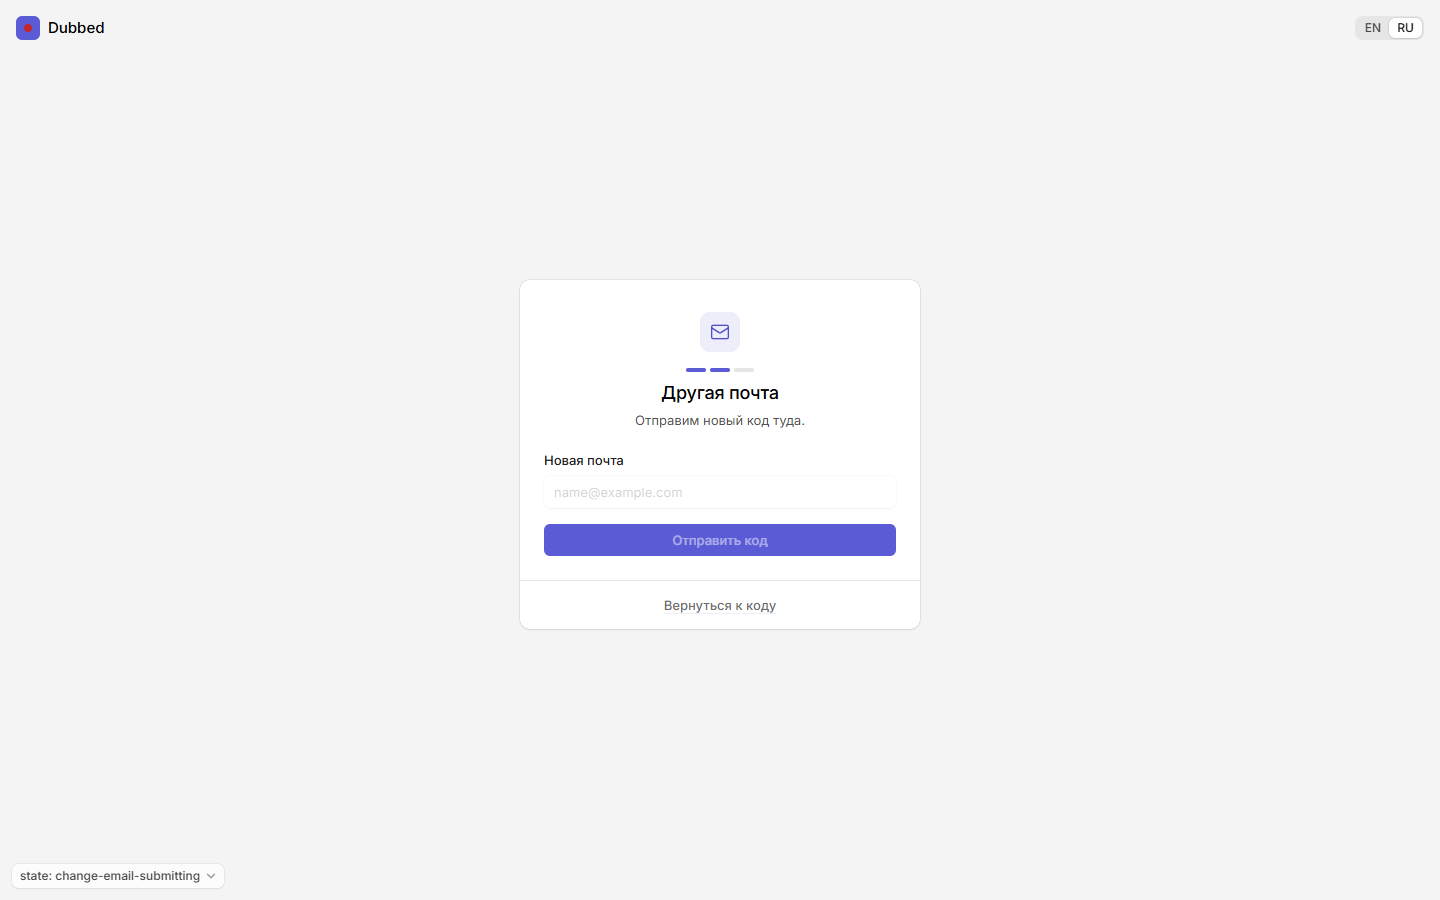 Dubbed
EN RU
Другая почта
Отправим новый код туда.
Новая почта
name@example.com
Отправить код
Вернуться к коду
state: change-email-submitting